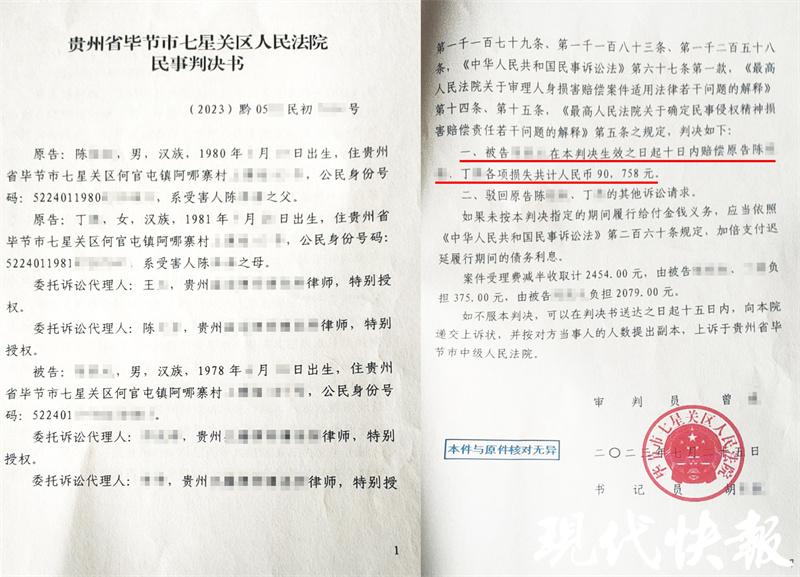 贵州省毕节市七星关区人民法院
民事判决书
（2023）黔05 民初 号
原告：陈 ，男，汉族，1980年 月 日出生，住贵州
省毕节市七星关区何官屯镇阿哪寨村 ，公民身份号码：
5224011980 ，系受害人陈 之父。
原告：丁 ，女，汉族，1981年 月 日出生，住贵州省
毕节市七星关区何官屯镇阿哪寨村 ，公民身份号码：
5224011981 ，系受害人陈 之母。
委托诉讼代理人：王 ，贵州 律师，特别授
权。
委托诉讼代理人：陈 ，贵州 律师，特别
授权。
被告： ，男，汉族，1978年 月 日出生，住贵州
省毕节市七星关区何官屯镇阿哪寨村 ，公民身份号
码：522401 。
委托诉讼代理人： ，贵州 律师，特别
授权。
委托诉讼代理人： ，贵州 律师，特别授
1
第一千一百七十九条、第一千一百八十三条、第一千二百五十八
条，《中华人民共和国民事诉讼法》第六十七条第一款，《最高
人民法院关于审理人身损害赔偿案件适用法律若干问题的解释》
第十四条、第十五条，《最高人民法院关于确定民事侵权精神损
害赔偿责任若干问题的解释》第五条之规定，判决如下：
一、被告 在本判决生效之日起十日内赔偿原告陈
、丁 各项损失共计人民币90，758元。
二、驳回原告陈 、丁 的其他诉讼请求。
如果未按本判决指定的期间履行给付金钱义务，应当依照
《中华人民共和国民事诉讼法》第二百六十条规定，加倍支付迟
延履行期间的债务利息。
案件受理费减半收取计2454.00元，由被告 、 负
担375.00元，由被告 负担2079.00元。
如不服本判决，可以在判决书送达之日起十五日内，向本院
递交上诉状，并按对方当事人的人数提出副本，上诉于贵州省毕
节市中级人民法院。
审判员 曾
本件与原件核对无异
二〇二三年七月二十五日
毕节市七星关区人民法院
书记员 胡
现代快报